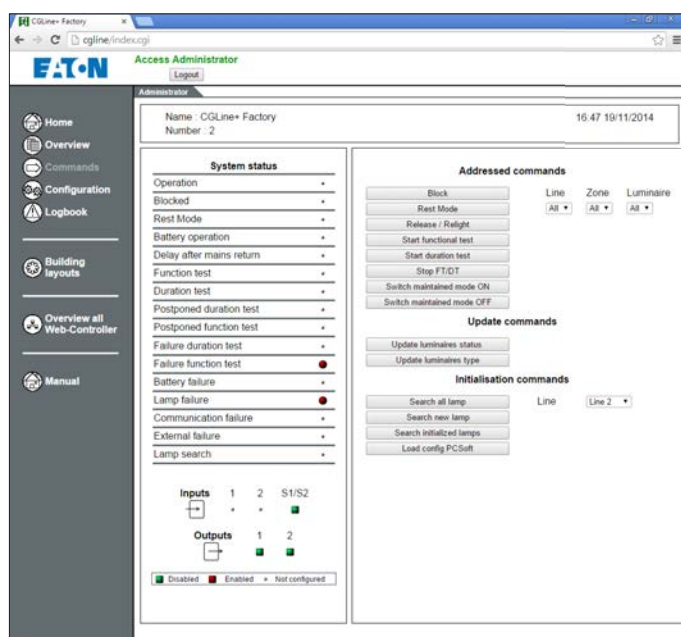 CGLine+ Factory
cgline/index.cgi
EATON
Access Administrator
Logout
Administrator
Home
Overview
Commands
Configuration
Logbook
Building
layouts
Overview all
Web-Controller
Manual
Name : CGLine+ Factory
Number : 2
16:47 19/11/2014
System status
Operation
Blocked
Rest Mode
Battery operation
Delay after mains return
Function test
Duration test
Postponed duration test
Postponed function test
Failure duration test
Failure function test
Battery failure
Lamp failure
Communication failure
External failure
Lamp search
Inputs 1 2 S1/S2
Outputs 1 2
Disabled Enabled Not configured
Addressed commands
Block Line Zone Luminaire
Rest Mode All All All
Release / Relight
Start functional test
Start duration test
Stop FT/DT
Switch maintained mode ON
Switch maintained mode OFF
Update commands
Update luminaires status
Update luminaires type
Initialisation commands
Search all lamp Line Line 2
Search new lamp
Search initialized lamps
Load config PCSoft